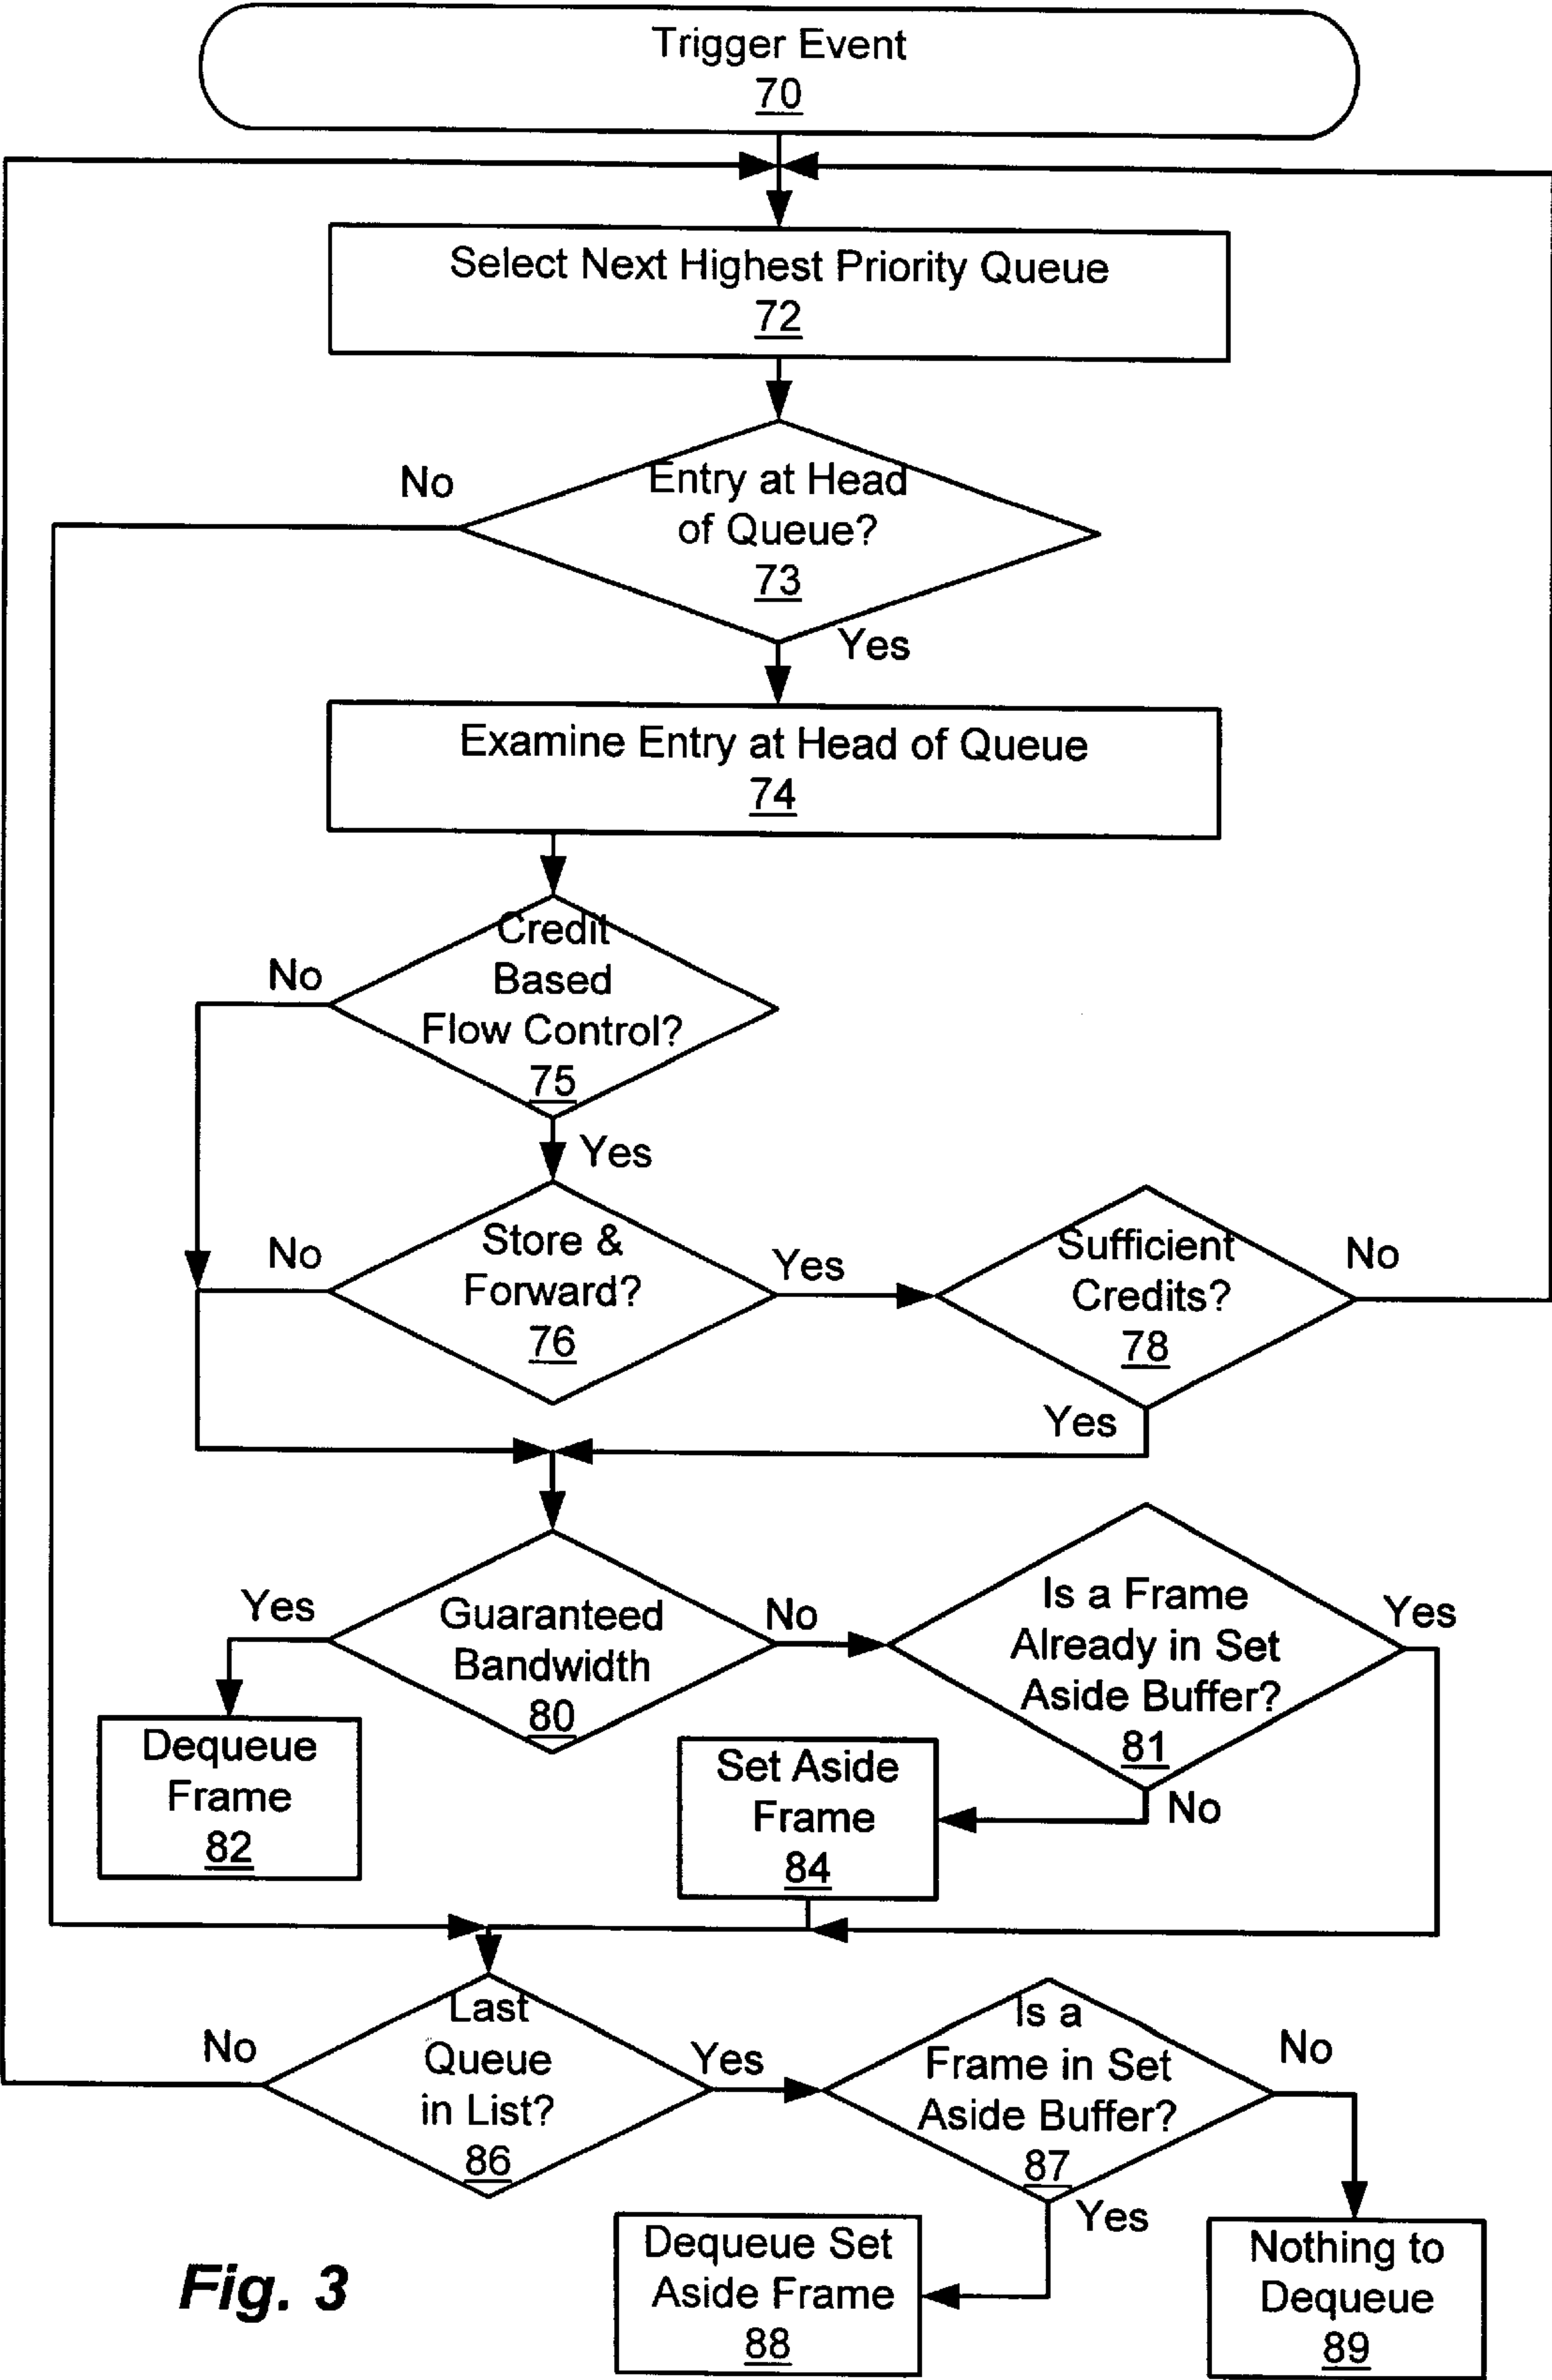 Trigger Event
70
Select Next Highest Priority Queue
72
No
Entry at Head
of Queue?
73
Yes
Examine Entry at Head of Queue
74
No
Credit
Based
Flow Control?
75
Yes
No
Store &
Forward?
76
Yes
Sufficient
Credits?
78
No
Yes
Yes
Guaranteed
Bandwidth
80
No
Is a Frame
Already in Set
Aside Buffer?
81
Yes
No
Dequeue
Frame
82
Set Aside
Frame
84
No
Last
Queue
in List?
86
Yes
Is a
Frame in Set
Aside Buffer?
87
No
Yes
Dequeue Set
Aside Frame
88
Nothing to
Dequeue
89
Fig. 3